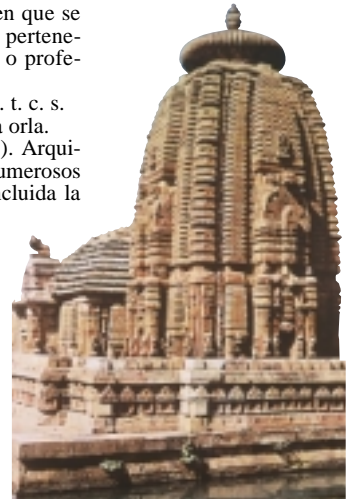 en que se
pertene-
o profe-
. t. c. s.
orla.
). Arqui-
umerosos
cluida la